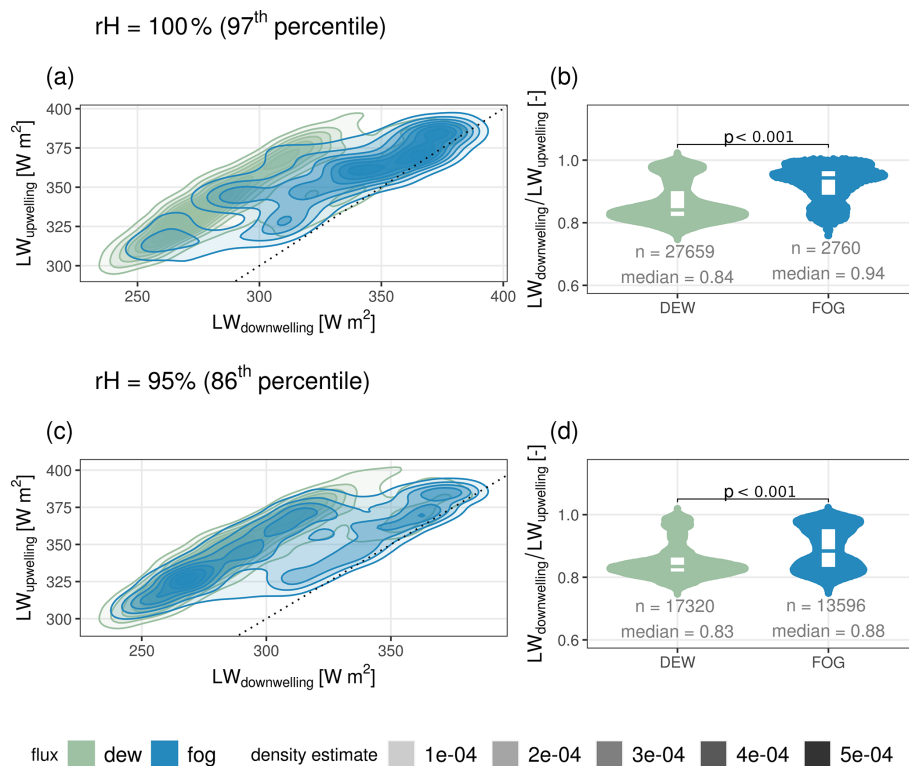 rH = 100% (97th percentile)
(a)
(b)
400
375
350
325
300
LWupwelling [W m2]
250
300
350
400
LWdownwelling [W m2]
LWdownwelling/LWupwelling [-]
1.0
0.8
0.6
p < 0.001
n = 27659
n = 2760
median = 0.84
median = 0.94
DEW
FOG
rH = 95% (86th percentile)
(c)
(d)
400
375
350
325
300
LWupwelling [W m2]
250
300
350
LWdownwelling [W m2]
LWdownwelling/LWupwelling [-]
1.0
0.8
0.6
p < 0.001
n = 17320
n = 13596
median = 0.83
median = 0.88
DEW
FOG
flux dew fog density estimate 1e-04 2e-04 3e-04 4e-04 5e-04